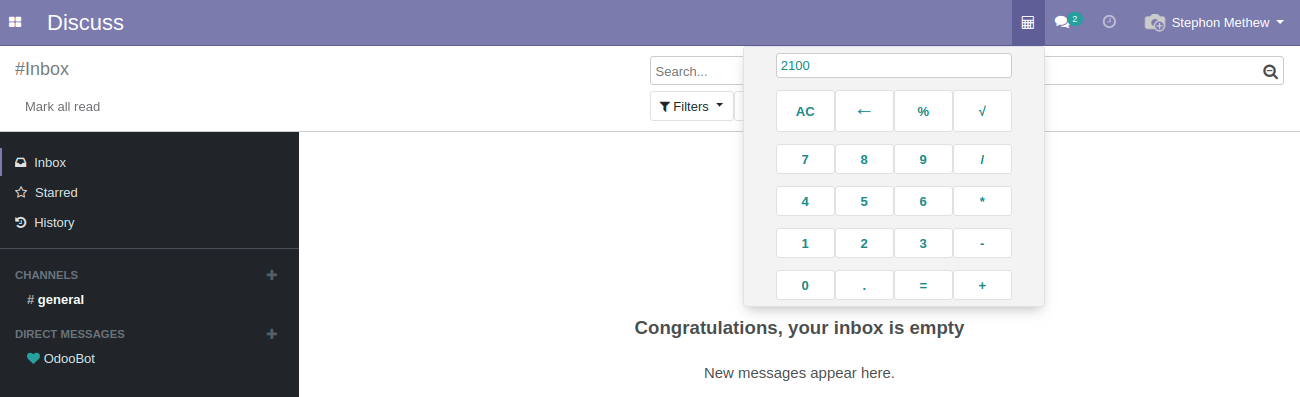 Discuss
2
Stephon Methew
#Inbox
Search...
Mark all read
Filters
2100
AC ← % √
7 8 9 /
4 5 6 *
1 2 3 -
0 . = +
Inbox
Starred
History
CHANNELS
# general
DIRECT MESSAGES
OdooBot
Congratulations, your inbox is empty
New messages appear here.